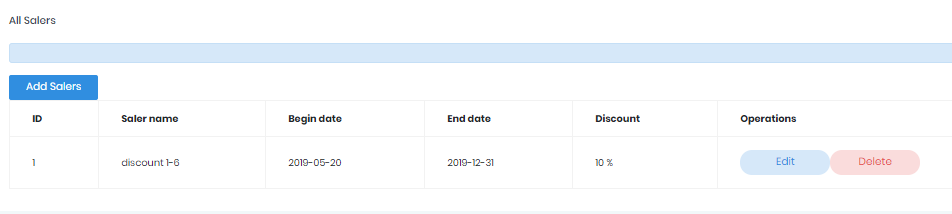 All Salers
Add Salers
ID Saler name Begin date End date Discount Operations
1 discount 1-6 2019-05-20 2019-12-31 10 % Edit Delete